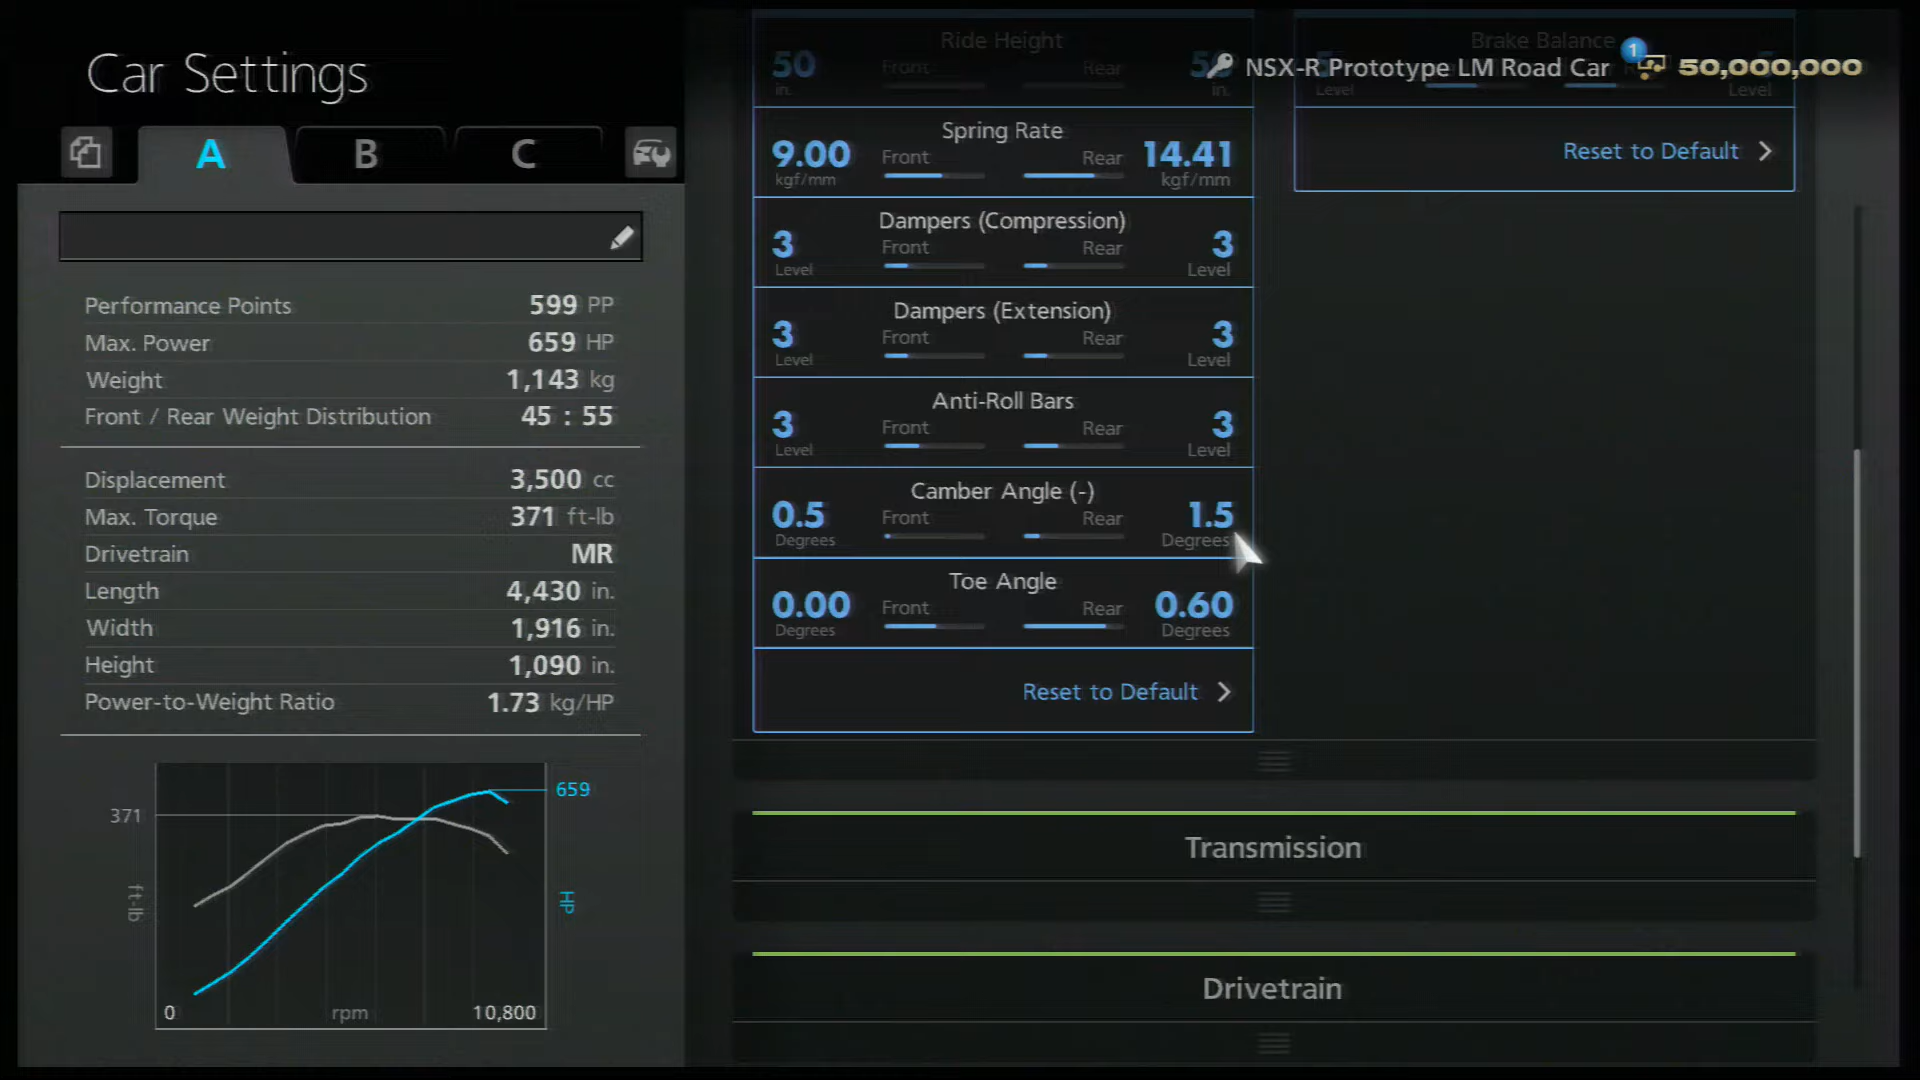 Car Settings
NSX-R Prototype LM Road Car 1 50,000,000
A B C
Performance Points 599 PP
Max. Power 659 HP
Weight 1,143 kg
Front / Rear Weight Distribution 45 : 55
Displacement 3,500 cc
Max. Torque 371 ft-lb
Drivetrain MR
Length 4,430 in.
Width 1,916 in.
Height 1,090 in.
Power-to-Weight Ratio 1.73 kg/HP
659
371
ft-lb
HP
0 rpm 10,800
Ride Height
50 Front Rear
in. in.
Spring Rate
9.00 Front Rear 14.41
kgf/mm kgf/mm
Dampers (Compression)
3 Front Rear 3
Level Level
Dampers (Extension)
3 Front Rear 3
Level Level
Anti-Roll Bars
3 Front Rear 3
Level Level
Camber Angle (-)
0.5 Front Rear 1.5
Degrees Degrees
Toe Angle
0.00 Front Rear 0.60
Degrees Degrees
Reset to Default
Brake Balance
Level Level
Reset to Default
Transmission
Drivetrain